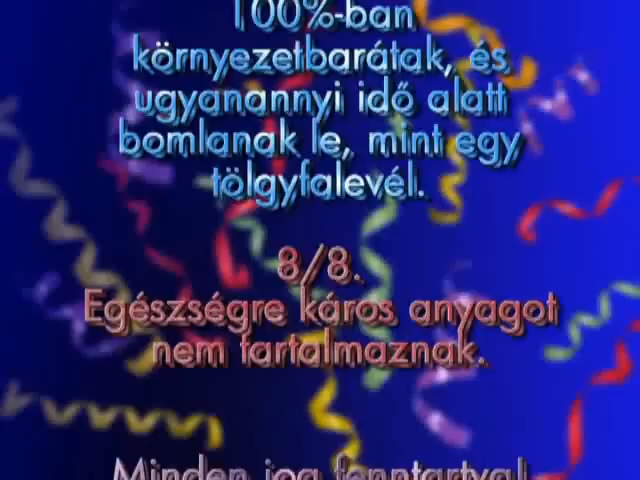 100%-ban
környezetbarátak, és
ugyanannyi idő alatt
bomlanak le, mint egy
tölgyfalevél.
8/8.
Egészségre káros anyagot
nem tartalmaznak.
Minden jog fenntartva!